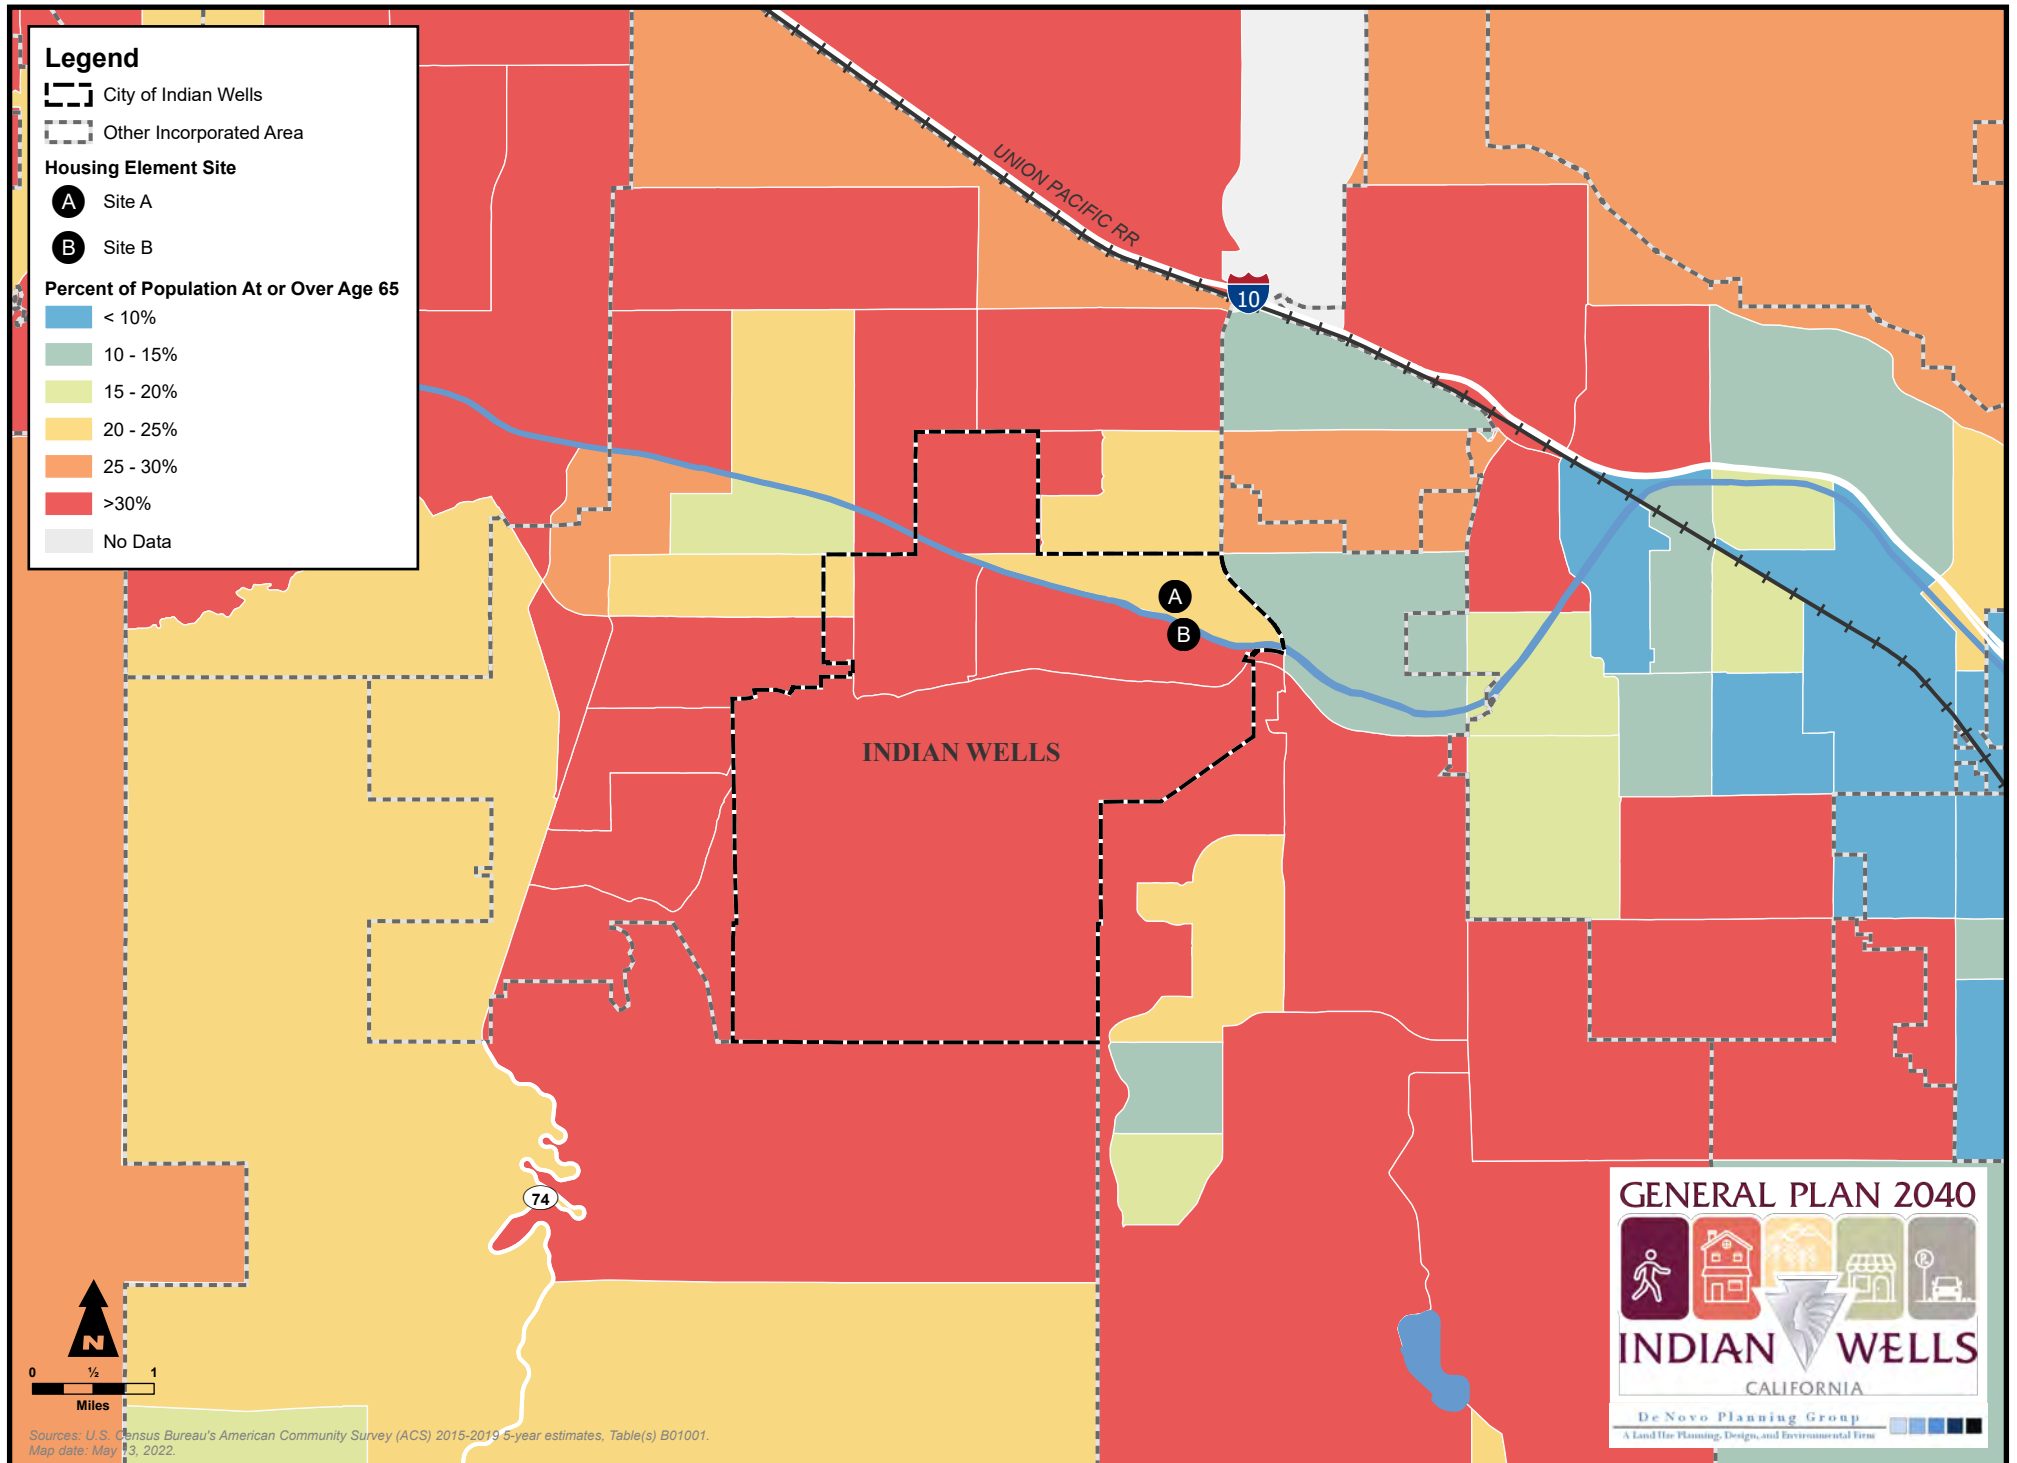 Legend
City of Indian Wells
Other Incorporated Area
Housing Element Site
A Site A
B Site B
Percent of Population At or Over Age 65
< 10%
10 - 15%
15 - 20%
20 - 25%
25 - 30%
>30%
No Data
UNION PACIFIC RR
10
A
B
INDIAN WELLS
74
N
0 ½ 1
Miles
Sources: U.S. Census Bureau's American Community Survey (ACS) 2015-2019 5-year estimates, Table(s) B01001.
Map date: May 13, 2022.
GENERAL PLAN 2040
P
INDIAN WELLS
CALIFORNIA
De Novo Planning Group
A Land Use Planning, Design, and Environmental Firm